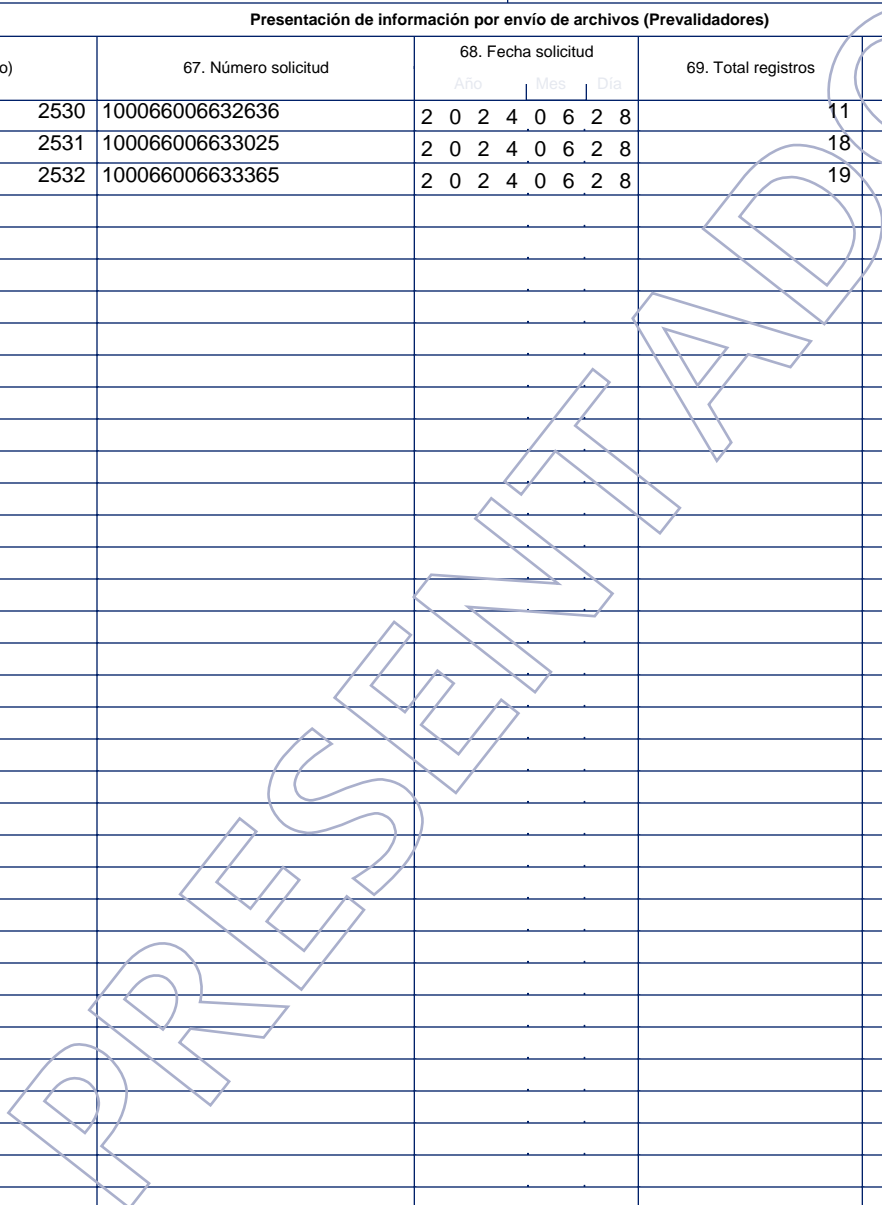 Presentación de información por envío de archivos (Prevalidadores)
o) 67. Número solicitud 68. Fecha solicitud 69. Total registros
Año Mes Día
2530 100066006632636 2 0 2 4 0 6 2 8 11
2531 100066006633025 2 0 2 4 0 6 2 8 18
2532 100066006633365 2 0 2 4 0 6 2 8 19
PRESENTADO